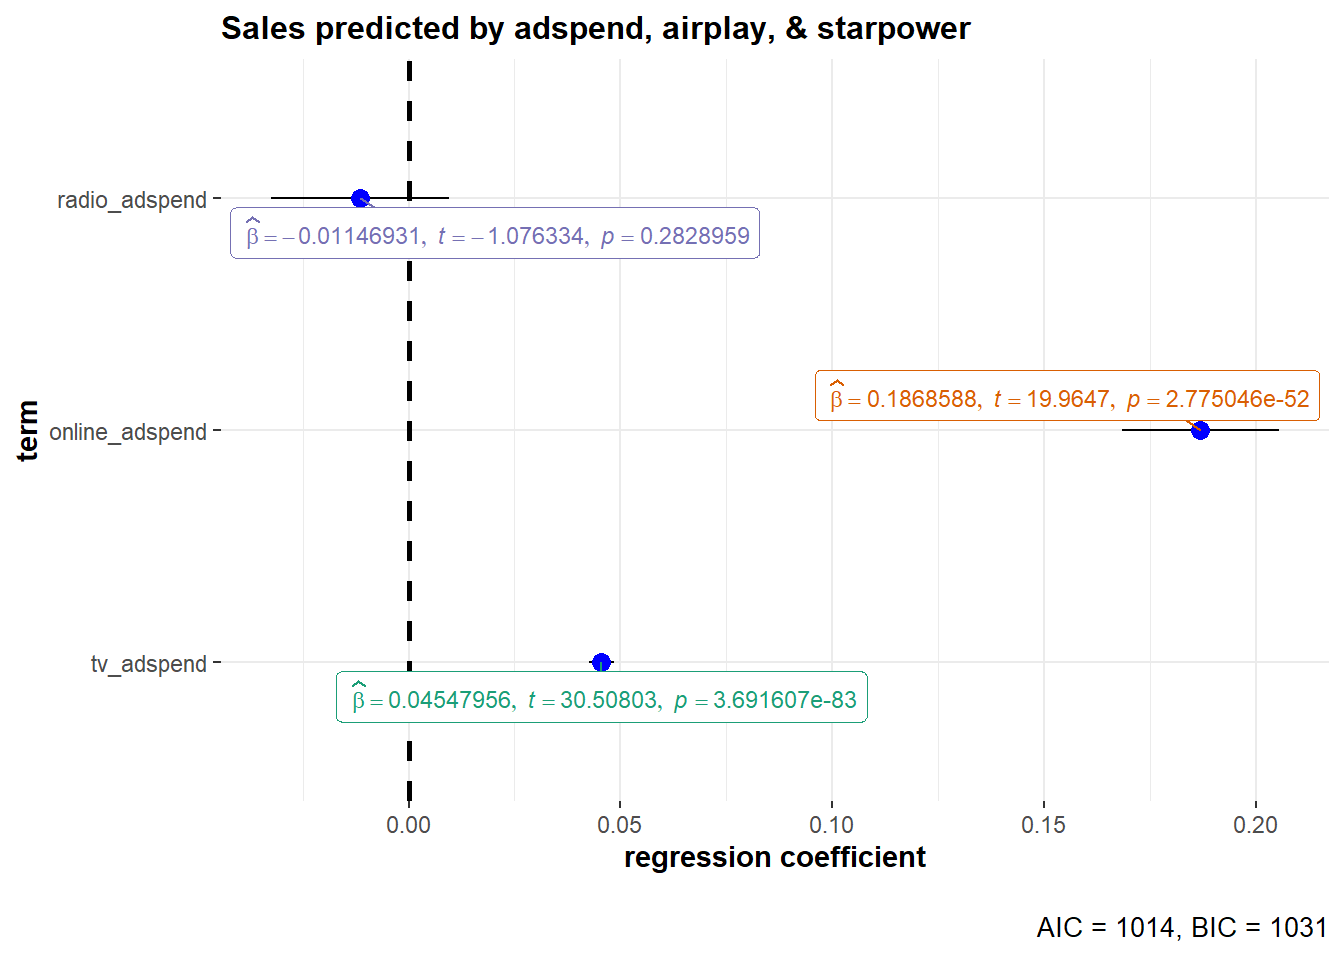 Sales predicted by adspend, airplay, & starpower
radio_adspend
β̂ = −0.01146931, t = −1.076334, p = 0.2828959
β̂ = 0.1868588, t = 19.9647, p = 2.775046e-52
online_adspend
term
tv_adspend
β̂ = 0.04547956, t = 30.50803, p = 3.691607e-83
0.00 0.05 0.10 0.15 0.20
regression coefficient
AIC = 1014, BIC = 1031